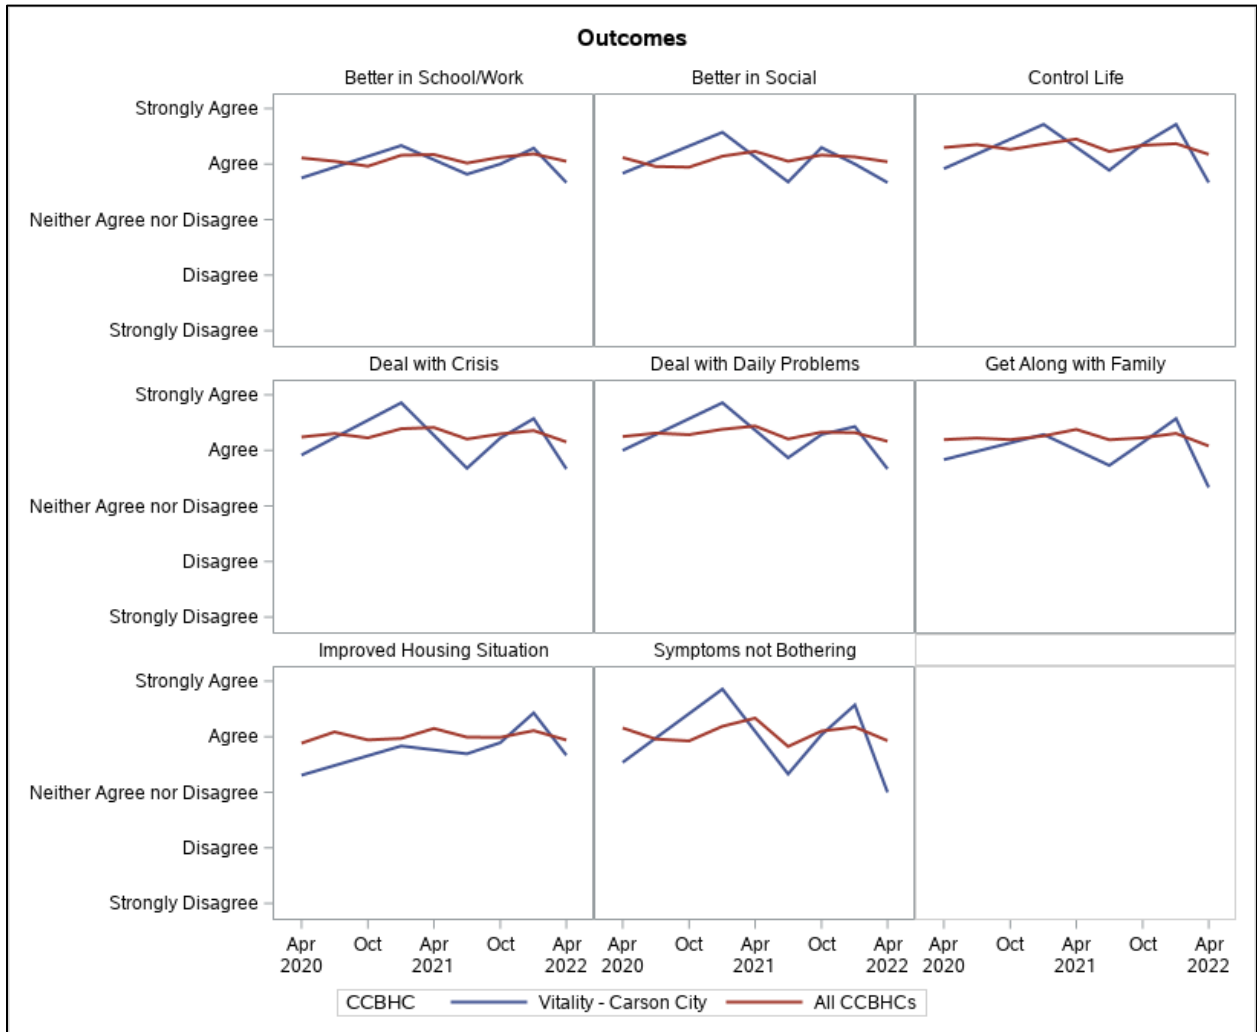 Outcomes
Better in School/Work
Better in Social
Control Life
Strongly Agree
Agree
Neither Agree nor Disagree
Disagree
Strongly Disagree
Deal with Crisis
Deal with Daily Problems
Get Along with Family
Strongly Agree
Agree
Neither Agree nor Disagree
Disagree
Strongly Disagree
Improved Housing Situation
Symptoms not Bothering
Strongly Agree
Agree
Neither Agree nor Disagree
Disagree
Strongly Disagree
Apr Oct Apr Oct Apr
2020 2021 2022
Apr Oct Apr Oct Apr
2020 2021 2022
Apr Oct Apr Oct Apr
2020 2021 2022
CCBHC Vitality - Carson City All CCBHCs